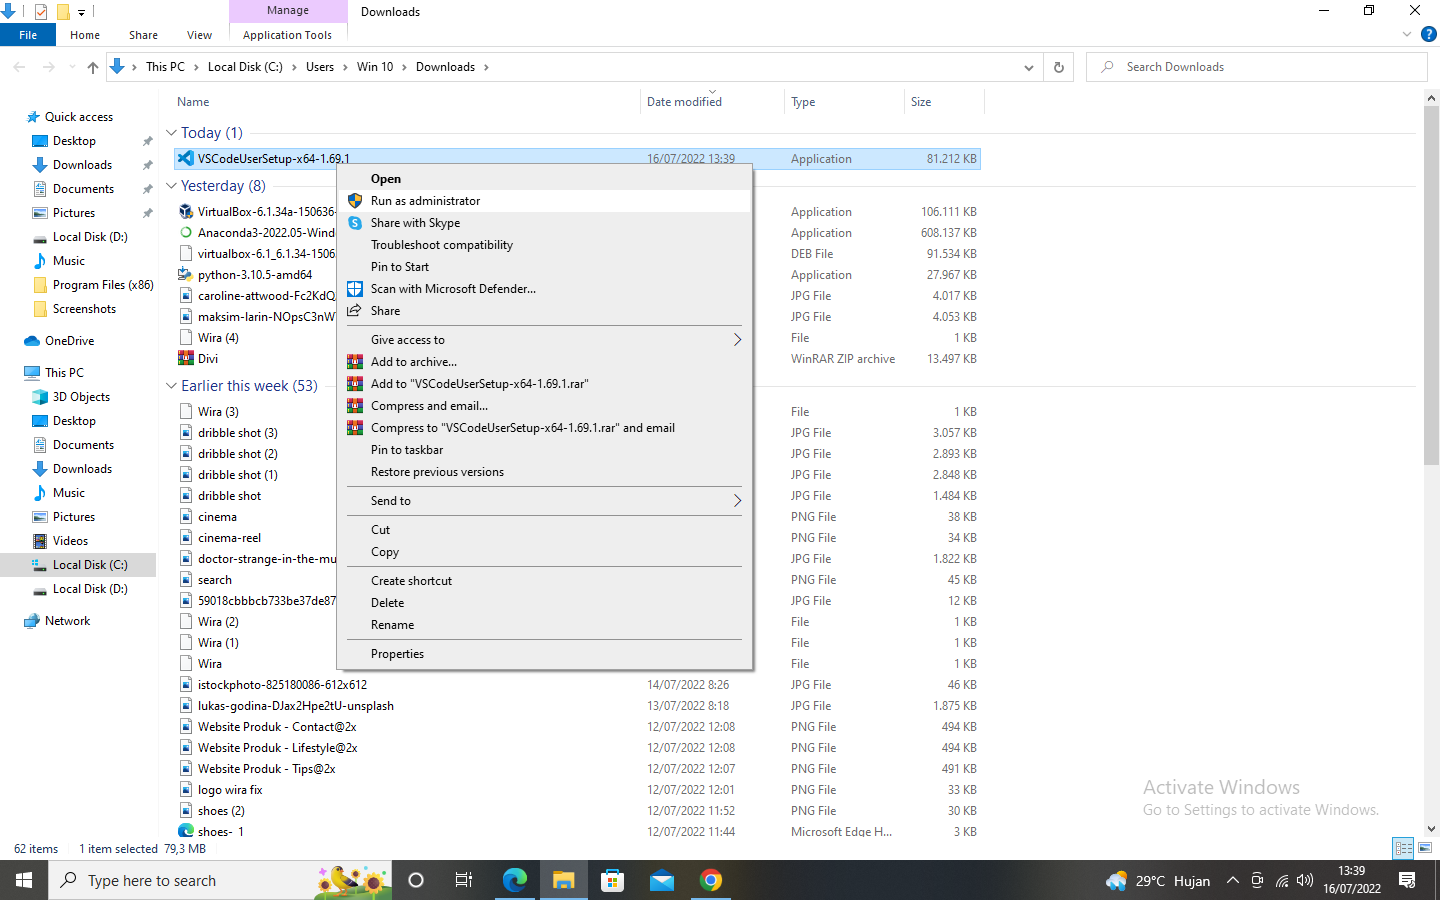 Manage
Downloads
File
Home
Share
View
Application Tools
This PC
Local Disk (C:)
Users
Win 10
Downloads
Search Downloads
Name
Date modified
Type
Size
Quick access
Desktop
Downloads
Documents
Pictures
Local Disk (D:)
Music
Program Files (x86)
Screenshots
OneDrive
This PC
3D Objects
Desktop
Documents
Downloads
Music
Pictures
Videos
Local Disk (C:)
Local Disk (D:)
Network
Today (1)
VSCodeUserSetup-x64-1.69.1 16/07/2022 13:39 Application 81.212 KB
Yesterday (8)
VirtualBox-6.1.34a-150636- Application 106.111 KB
Anaconda3-2022.05-Wind Application 608.137 KB
virtualbox-6.1_6.1.34-1506 DEB File 91.534 KB
python-3.10.5-amd64 Application 27.967 KB
caroline-attwood-Fc2KdQ JPG File 4.017 KB
maksim-larin-NOpsC3nW JPG File 4.053 KB
Wira (4) File 1 KB
Divi WinRAR ZIP archive 13.497 KB
Earlier this week (53)
Wira (3) File 1 KB
dribble shot (3) JPG File 3.057 KB
dribble shot (2) JPG File 2.893 KB
dribble shot (1) JPG File 2.848 KB
dribble shot JPG File 1.484 KB
cinema PNG File 38 KB
cinema-reel PNG File 34 KB
doctor-strange-in-the-mu JPG File 1.822 KB
search PNG File 45 KB
59018cbbbcb733be37de87 JPG File 12 KB
Wira (2) File 1 KB
Wira (1) File 1 KB
Wira File 1 KB
istockphoto-825180086-612x612 14/07/2022 8:26 JPG File 46 KB
lukas-godina-DJax2Hpe2tU-unsplash 13/07/2022 8:18 JPG File 1.875 KB
Website Produk - Contact@2x 12/07/2022 12:08 PNG File 494 KB
Website Produk - Lifestyle@2x 12/07/2022 12:08 PNG File 494 KB
Website Produk - Tips@2x 12/07/2022 12:07 PNG File 491 KB
logo wira fix 12/07/2022 12:01 PNG File 33 KB
shoes (2) 12/07/2022 11:52 PNG File 30 KB
shoes-_1 12/07/2022 11:44 Microsoft Edge H... 3 KB
Open
Run as administrator
Share with Skype
Troubleshoot compatibility
Pin to Start
Scan with Microsoft Defender...
Share
Give access to
Add to archive...
Add to "VSCodeUserSetup-x64-1.69.1.rar"
Compress and email...
Compress to "VSCodeUserSetup-x64-1.69.1.rar" and email
Pin to taskbar
Restore previous versions
Send to
Cut
Copy
Create shortcut
Delete
Rename
Properties
Activate Windows
Go to Settings to activate Windows.
62 items
1 item selected 79,3 MB
Type here to search
29°C Hujan
13:39
16/07/2022